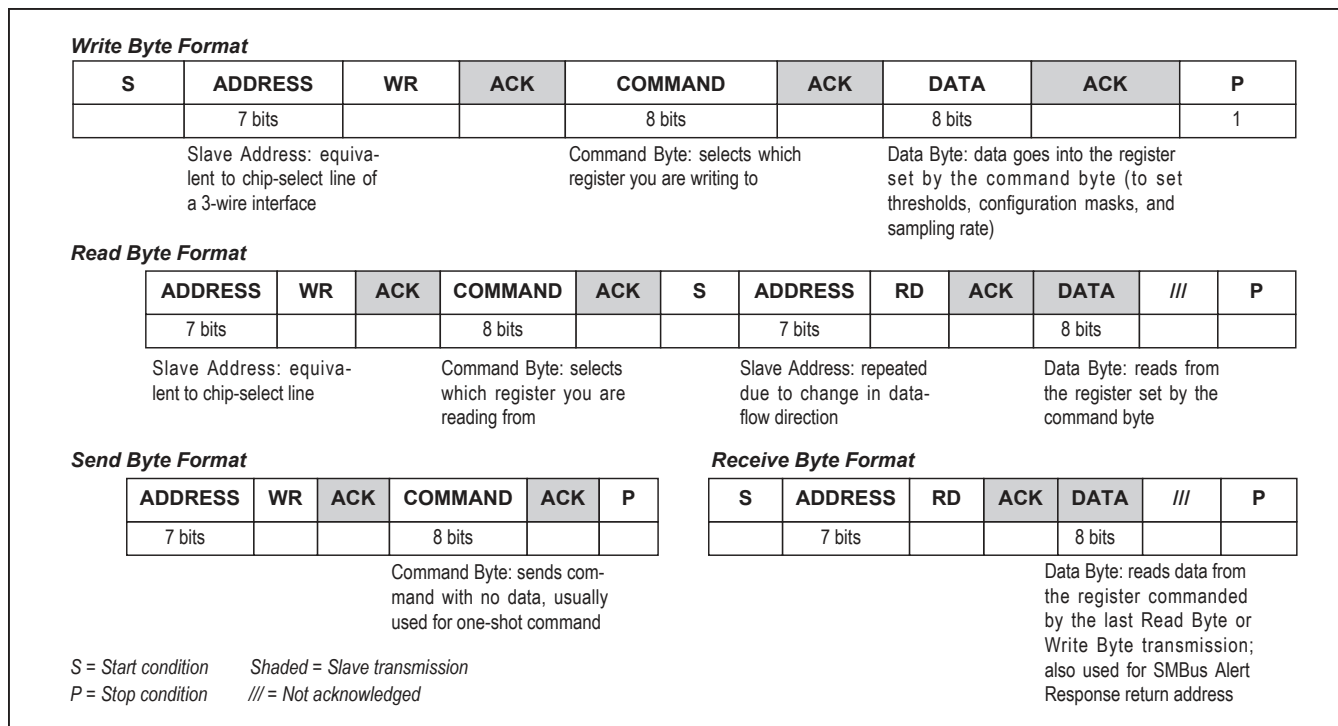 Write Byte Format
S ADDRESS WR ACK COMMAND ACK DATA ACK P
7 bits 8 bits 8 bits 1
Slave Address: equiva-
lent to chip-select line of
a 3-wire interface
Command Byte: selects which
register you are writing to
Data Byte: data goes into the register
set by the command byte (to set
thresholds, configuration masks, and
sampling rate)
Read Byte Format
ADDRESS WR ACK COMMAND ACK S ADDRESS RD ACK DATA /// P
7 bits 8 bits 7 bits 8 bits
Slave Address: equiva-
lent to chip-select line
Command Byte: selects
which register you are
reading from
Slave Address: repeated
due to change in data-
flow direction
Data Byte: reads from
the register set by the
command byte
Send Byte Format
ADDRESS WR ACK COMMAND ACK P
7 bits 8 bits
Command Byte: sends com-
mand with no data, usually
used for one-shot command
Receive Byte Format
S ADDRESS RD ACK DATA /// P
7 bits 8 bits
Data Byte: reads data from
the register commanded
by the last Read Byte or
Write Byte transmission;
also used for SMBus Alert
Response return address
S = Start condition Shaded = Slave transmission
P = Stop condition /// = Not acknowledged